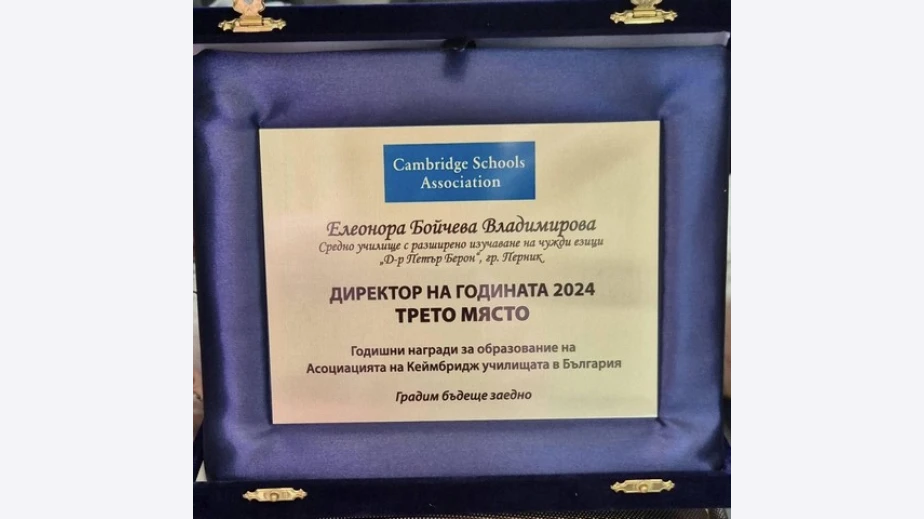 Cambridge Schools
Association
Елеонора Бойчева Владимирова
Средно училище с разширено изучаване на чужди езици
„Д-р Петър Берон“, гр. Перник
ДИРЕКТОР НА ГОДИНАТА 2024
ТРЕТО МЯСТО
Годишни награди за образование на
Асоциацията на Кеймбридж училищата в България
Градим бъдеще заедно